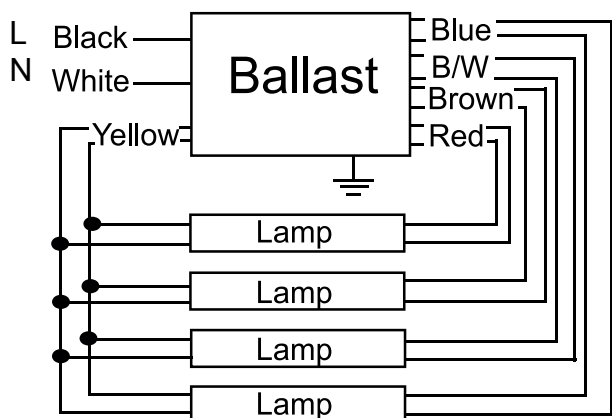 L Black
N White
Yellow
Ballast
Blue
B/W
Brown
Red
Lamp
Lamp
Lamp
Lamp